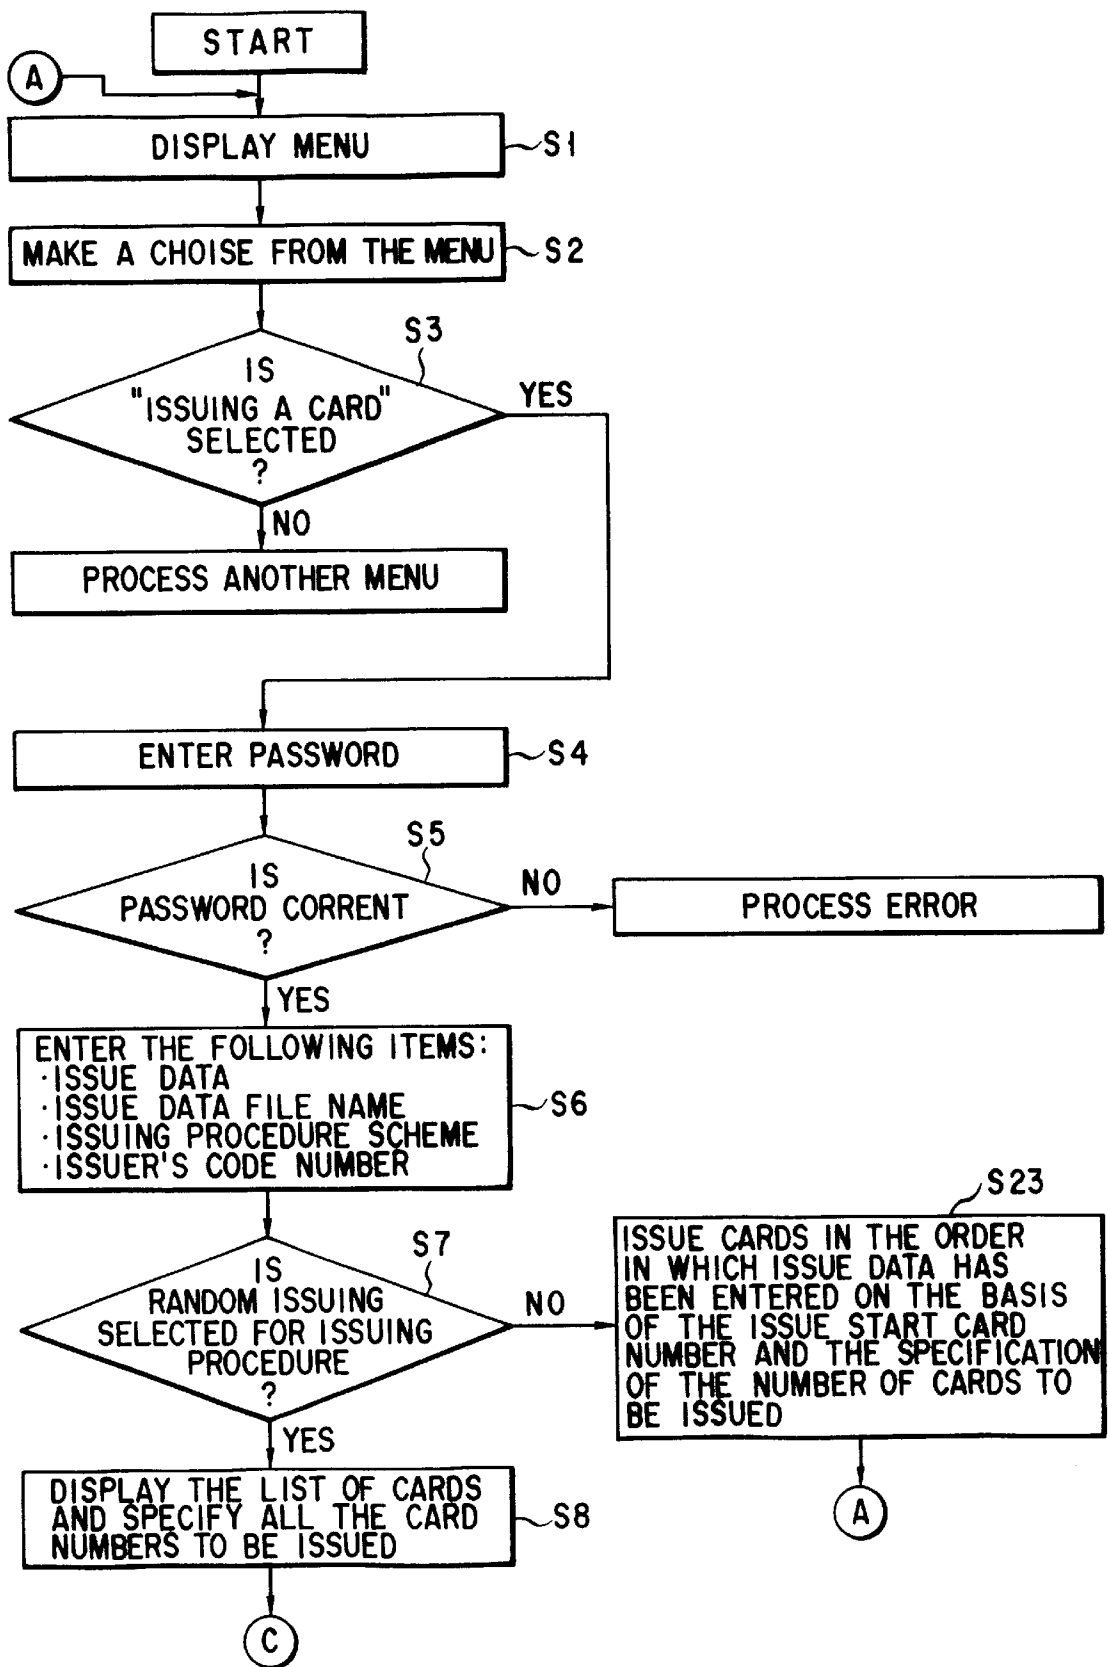 START
A
DISPLAY MENU
S1
MAKE A CHOISE FROM THE MENU
S2
S3
IS
"ISSUING A CARD"
SELECTED
?
YES
NO
PROCESS ANOTHER MENU
ENTER PASSWORD
S4
S5
IS
PASSWORD CORRENT
?
NO
PROCESS ERROR
YES
ENTER THE FOLLOWING ITEMS:
·ISSUE DATA
·ISSUE DATA FILE NAME
·ISSUING PROCEDURE SCHEME
·ISSUER'S CODE NUMBER
S6
S7
IS
RANDOM ISSUING
SELECTED FOR ISSUING
PROCEDURE
?
NO
S23
ISSUE CARDS IN THE ORDER
IN WHICH ISSUE DATA HAS
BEEN ENTERED ON THE BASIS
OF THE ISSUE START CARD
NUMBER AND THE SPECIFICATION
OF THE NUMBER OF CARDS TO
BE ISSUED
A
YES
DISPLAY THE LIST OF CARDS
AND SPECIFY ALL THE CARD
NUMBERS TO BE ISSUED
S8
C